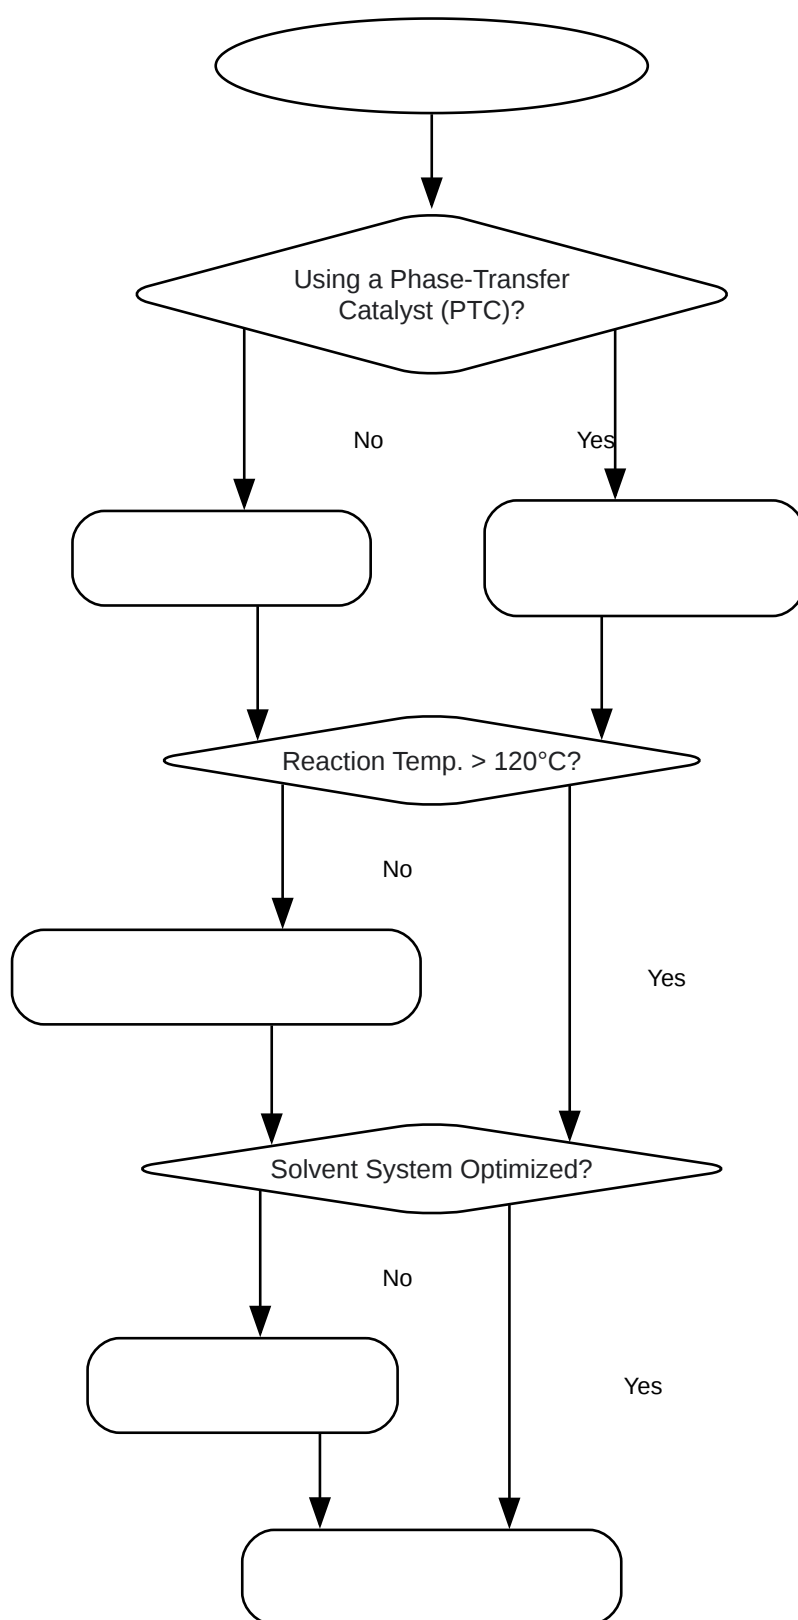 Using a Phase-Transfer
Catalyst (PTC)?
No
Yes
Reaction Temp. > 120°C?
No
Yes
Solvent System Optimized?
No
Yes